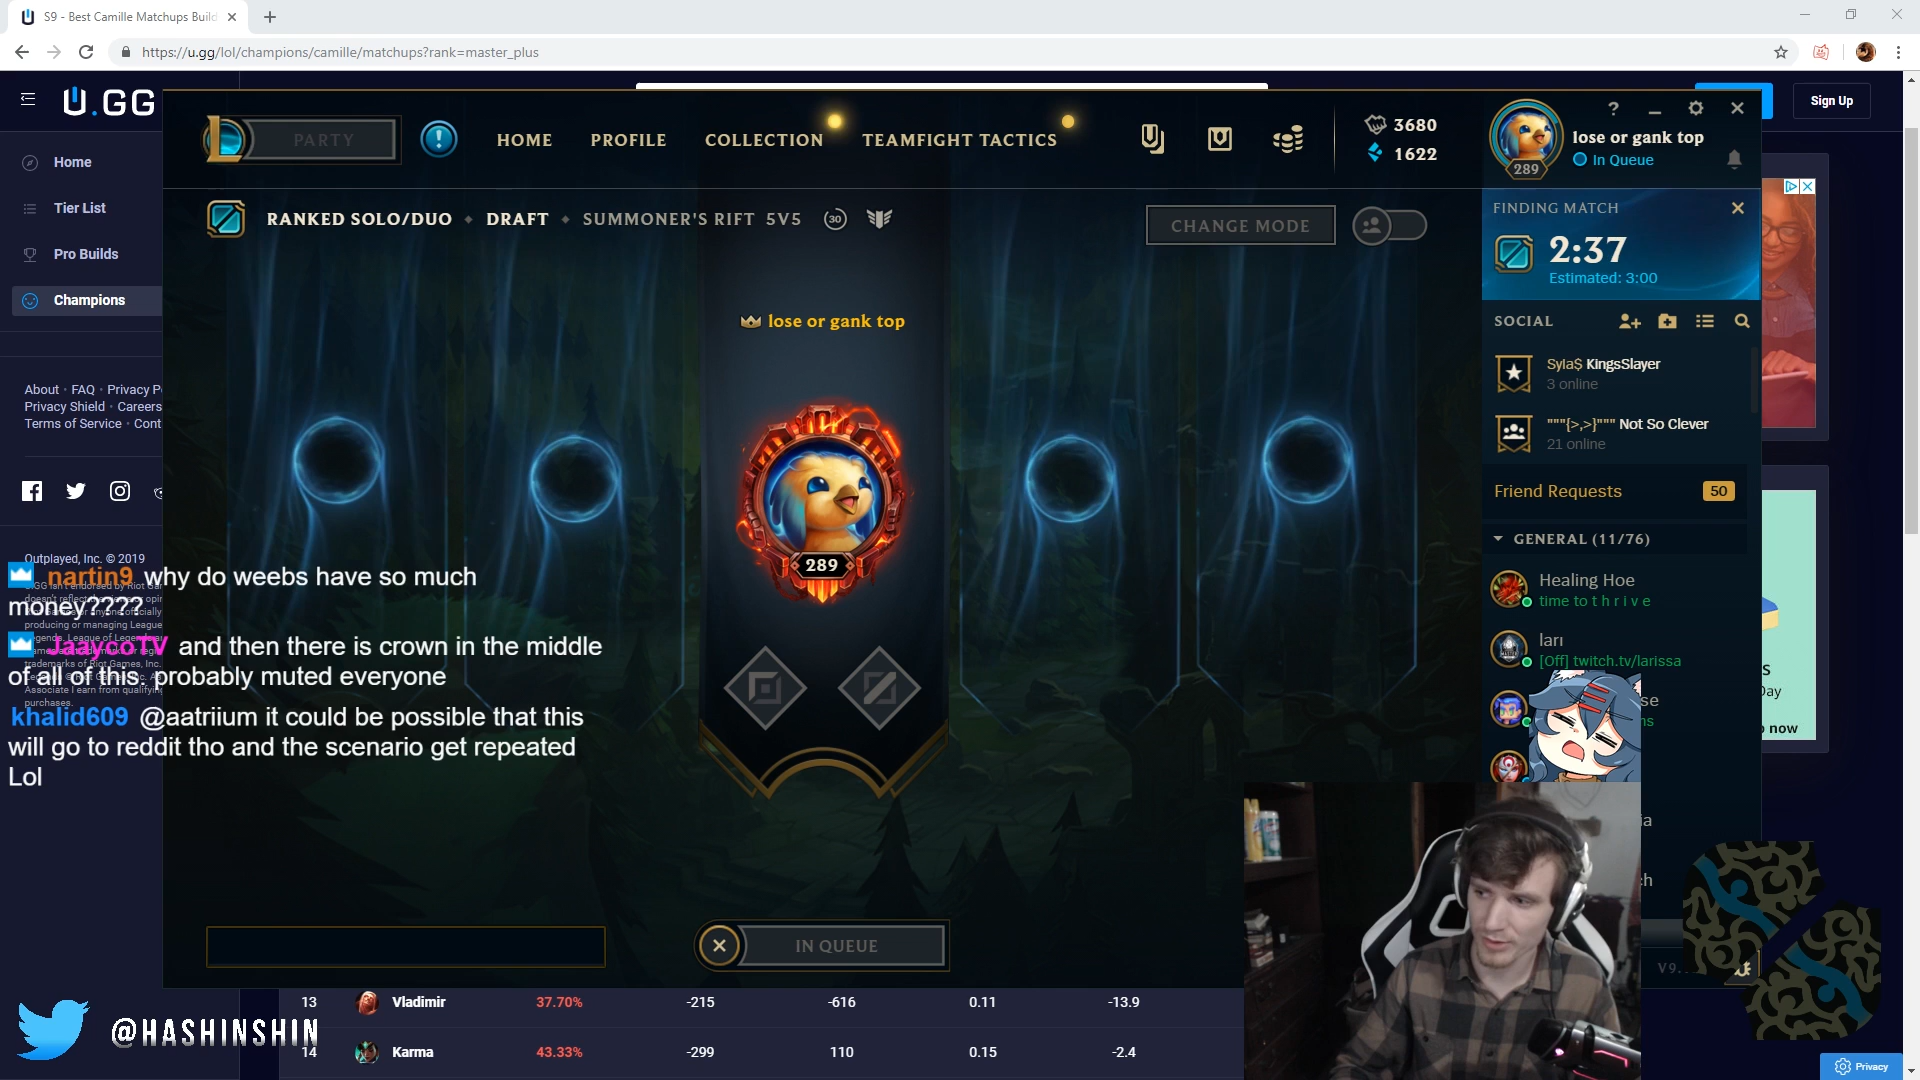 S9 - Best Camille Matchups Build
https://u.gg/lol/champions/camille/matchups?rank=master_plus
U.GG
Sign Up
Home
Tier List
Pro Builds
Champions
About • FAQ • Privacy P
Privacy Shield • Careers
Terms of Service • Cont
Outplayed, Inc. © 2019
PARTY
HOME
PROFILE
COLLECTION
TEAMFIGHT TACTICS
3680
1622
289
lose or gank top
In Queue
RANKED SOLO/DUO • DRAFT • SUMMONER'S RIFT 5V5
30
CHANGE MODE
FINDING MATCH
2:37
Estimated: 3:00
SOCIAL
Syla$ KingsSlayer
3 online
"""[>,>]""" Not So Clever
21 online
Friend Requests
50
GENERAL (11/76)
Healing Hoe
time to t h r i v e
lari
[Off] twitch.tv/larissa
se
ns
ia
ch
V9.
lose or gank top
289
IN QUEUE
nartin9 why do weebs have so much
money????
JaaycoTV and then there is crown in the middle
of all of this. probably muted everyone
khalid609 @aatriium it could be possible that this
will go to reddit tho and the scenario get repeated
Lol
13 Vladimir 37.70% -215 -616 0.11 -13.9
14 Karma 43.33% -299 110 0.15 -2.4
@HASHINSHIN
S
Day
now
Privacy